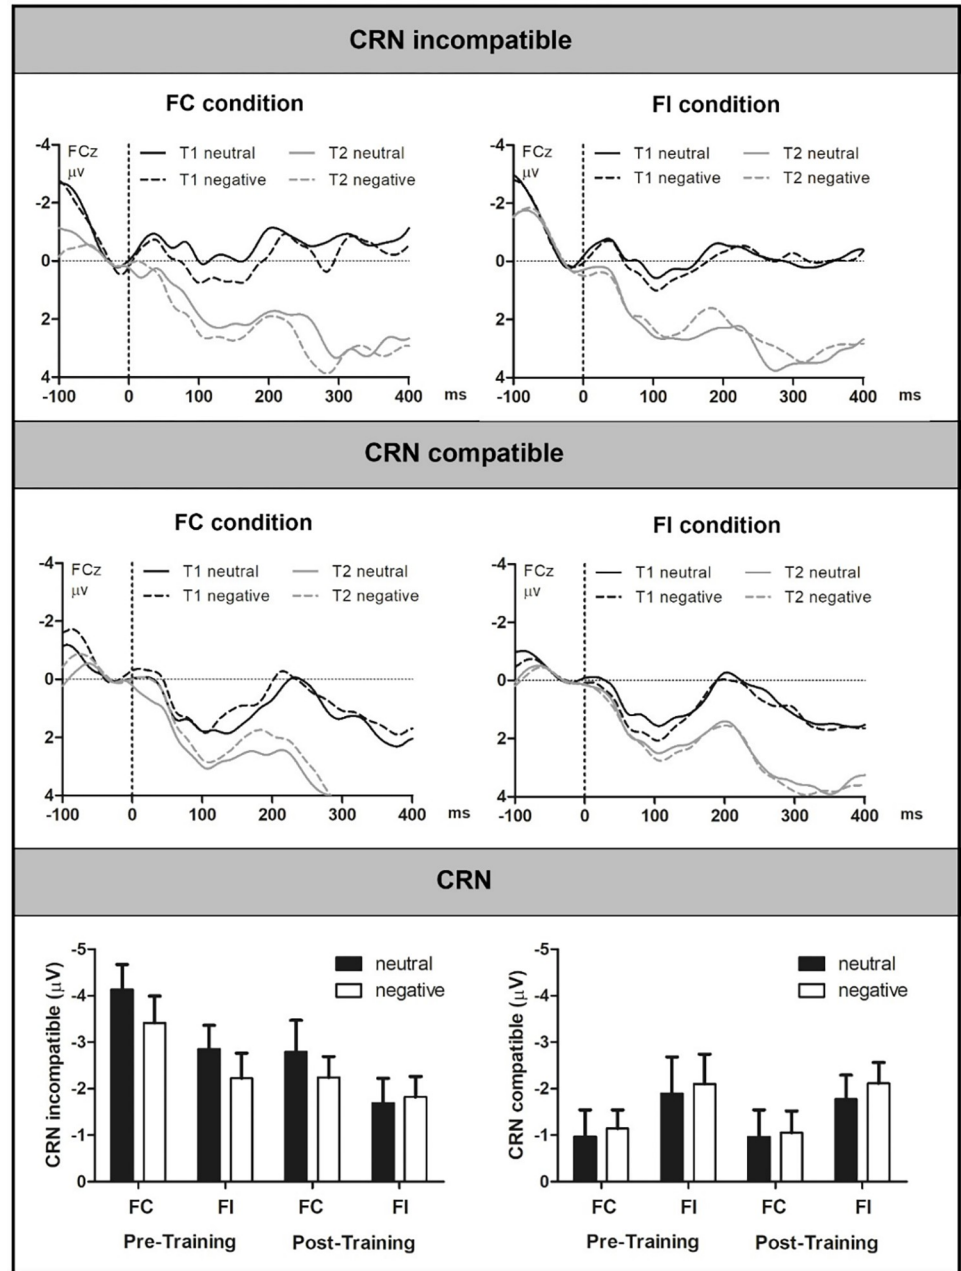 CRN incompatible
FC condition
FI condition
-4
FCz
μv
T1 neutral
T2 neutral
T1 negative
T2 negative
-2
0
2
4
-100 0 100 200 300 400 ms
-4
FCz
μv
T1 neutral
T2 neutral
T1 negative
T2 negative
-2
0
2
4
-100 0 100 200 300 400 ms
CRN compatible
FC condition
FI condition
-4
FCz
μv
T1 neutral
T2 neutral
T1 negative
T2 negative
-2
0
2
4
-100 0 100 200 300 400 ms
-4
FCz
μv
T1 neutral
T2 neutral
T1 negative
T2 negative
-2
0
2
4
-100 0 100 200 300 400 ms
CRN
CRN incompatible (μV)
-5
-4
-3
-2
-1
0
neutral
negative
FC FI FC FI
Pre-Training Post-Training
CRN compatible (μV)
-5
-4
-3
-2
-1
0
neutral
negative
FC FI FC FI
Pre-Training Post-Training